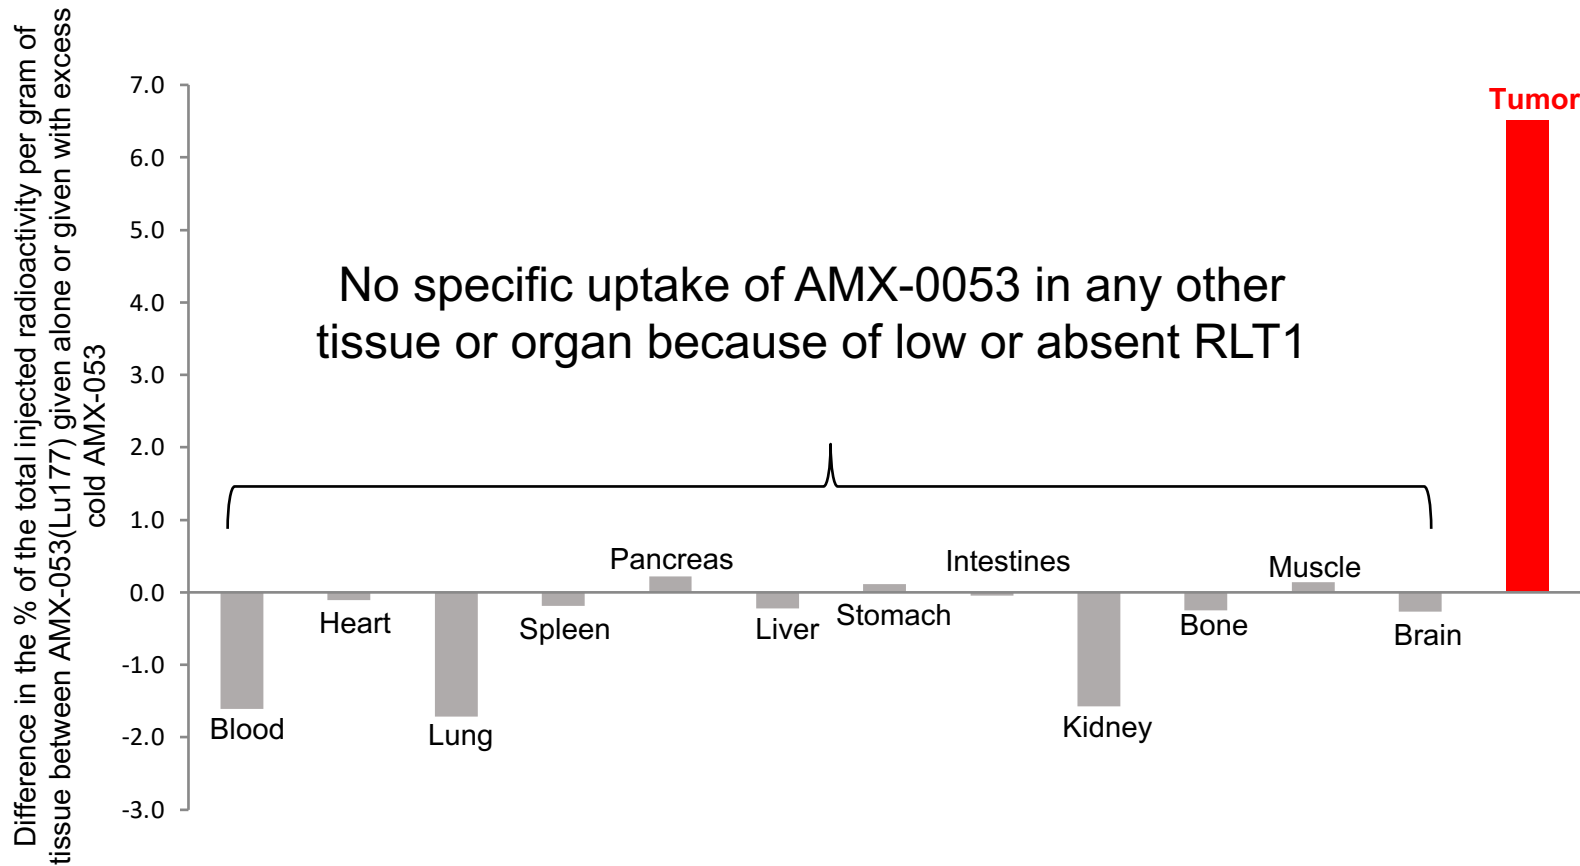 Difference in the % of the total injected radioactivity per gram of
tissue between AMX-053(Lu177) given alone or given with excess
cold AMX-053
7.0
6.0
5.0
4.0
3.0
2.0
1.0
0.0
-1.0
-2.0
-3.0
No specific uptake of AMX-0053 in any other
tissue or organ because of low or absent RLT1
Blood
Heart
Lung
Spleen
Pancreas
Liver
Stomach
Intestines
Kidney
Bone
Muscle
Brain
Tumor